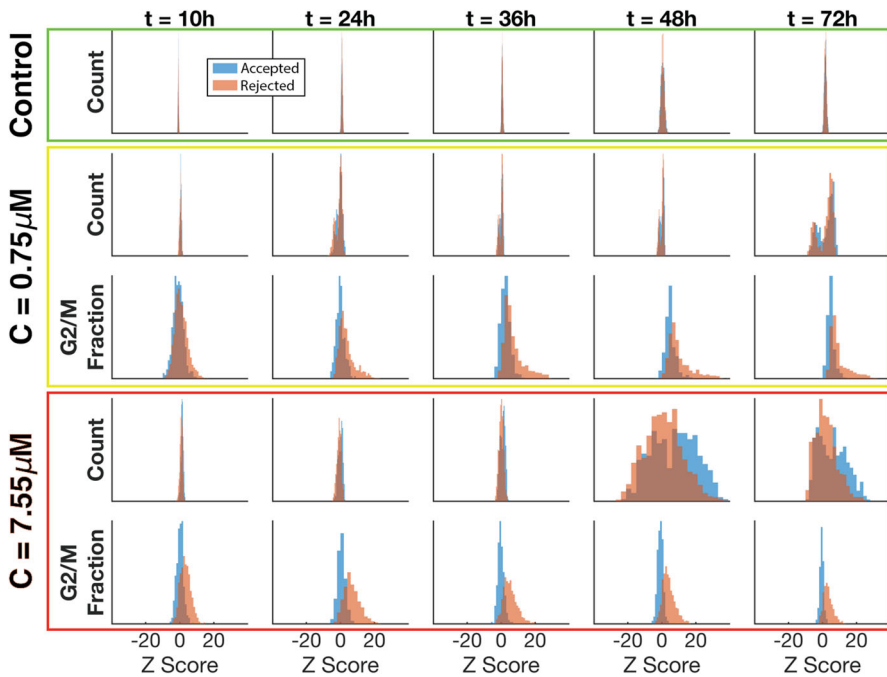 t = 10h t = 24h t = 36h t = 48h t = 72h
Control
Count
Accepted
Rejected
C = 0.75μM
Count
G2/M
Fraction
C = 7.55μM
Count
G2/M
Fraction
-20 0 20 -20 0 20 -20 0 20 -20 0 20 -20 0 20
Z Score Z Score Z Score Z Score Z Score